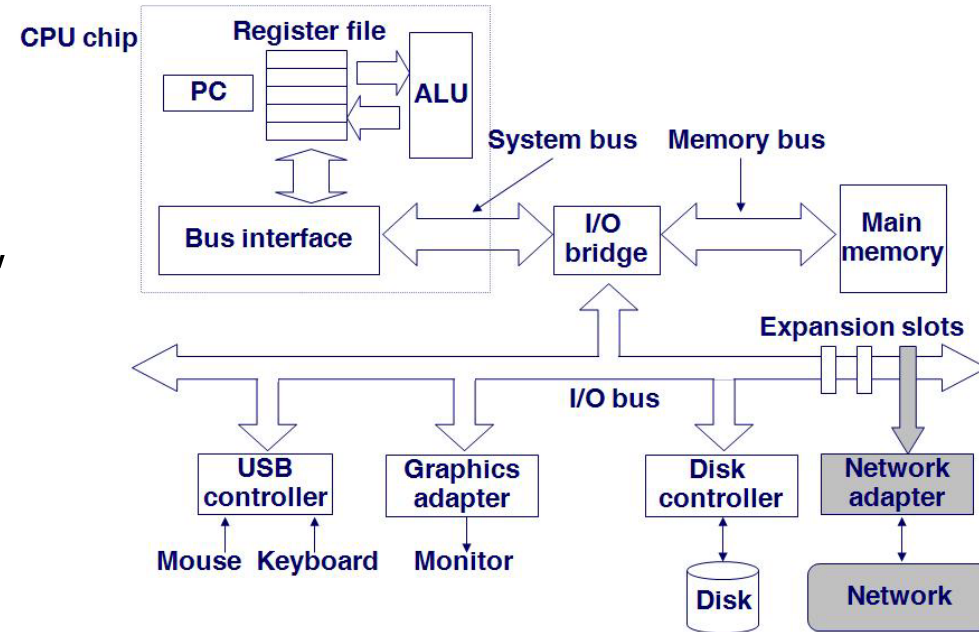 CPU chip
Register file
PC
ALU
System bus
Memory bus
Bus interface
I/O
bridge
Main
memory
y
Expansion slots
I/O bus
USB
controller
Graphics
adapter
Disk
controller
Network
adapter
Mouse
Keyboard
Monitor
Disk
Network